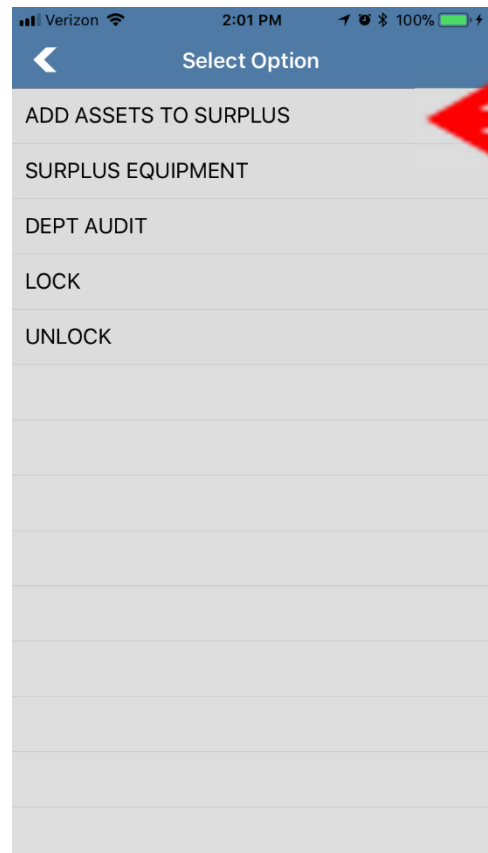 Verizon 2:01 PM 100%
Select Option
ADD ASSETS TO SURPLUS
SURPLUS EQUIPMENT
DEPT AUDIT
LOCK
UNLOCK